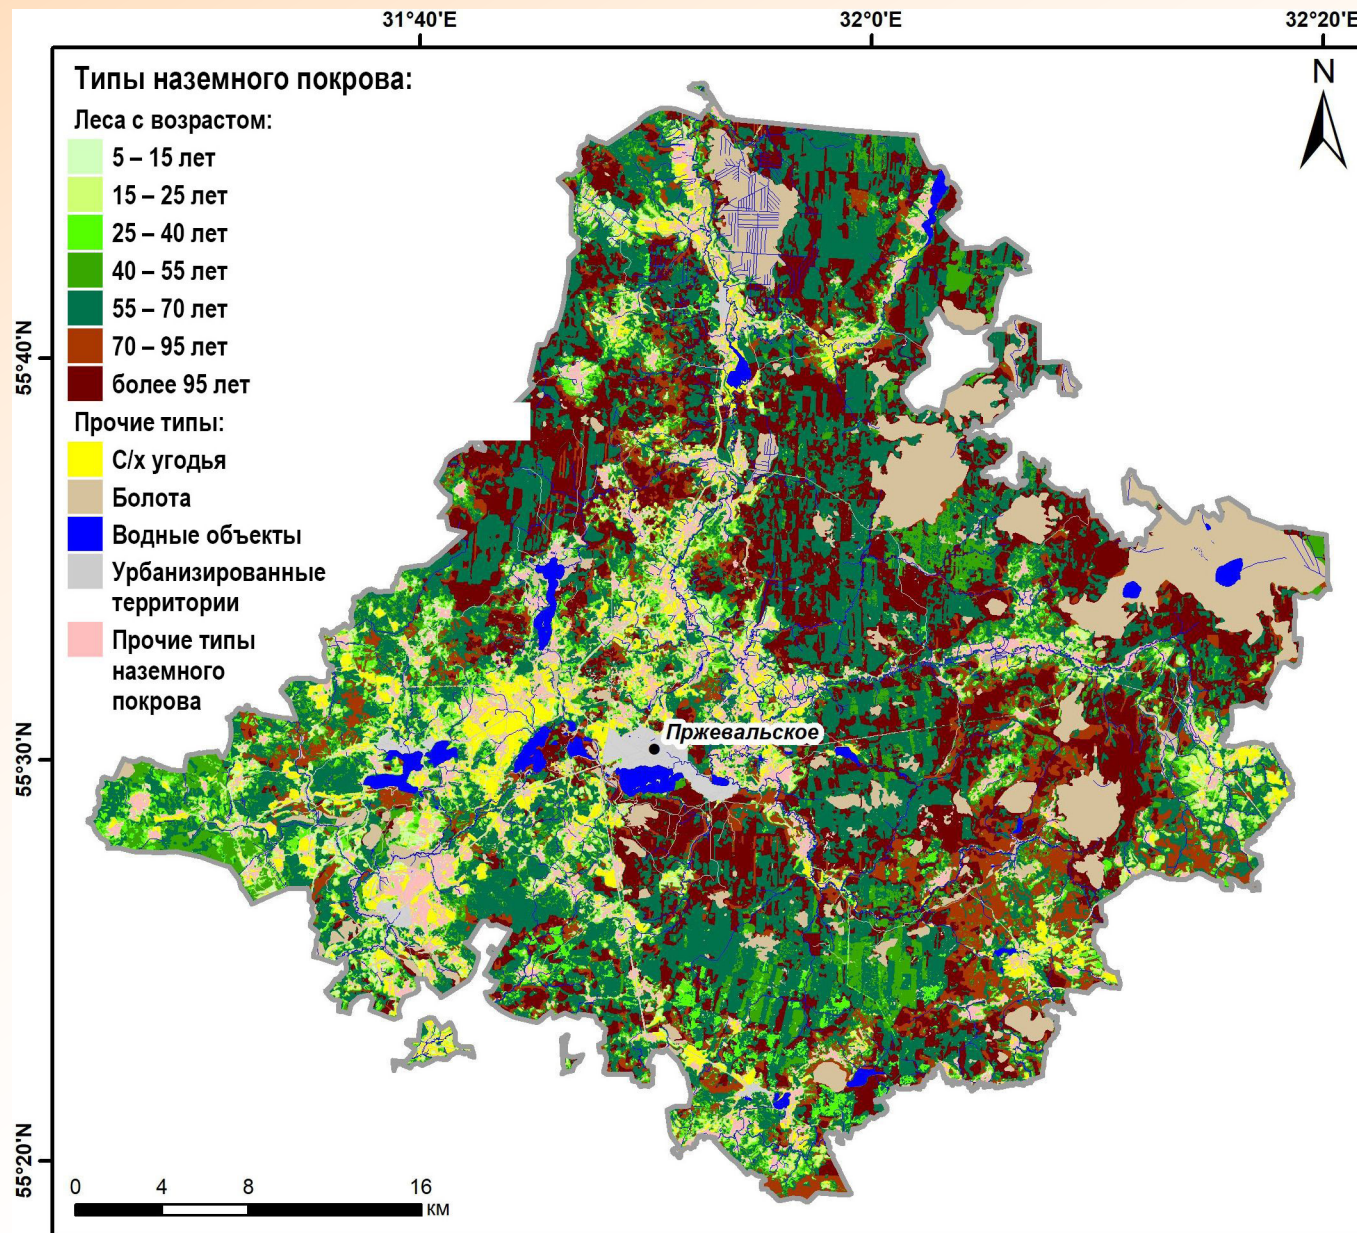 31°40'E
32°0'E
32°20'E
N
Типы наземного покрова:
Леса с возрастом:
5 – 15 лет
15 – 25 лет
25 – 40 лет
40 – 55 лет
55 – 70 лет
70 – 95 лет
более 95 лет
Прочие типы:
С/х угодья
Болота
Водные объекты
Урбанизированные
территории
Прочие типы
наземного
покрова
55°40'N
55°30'N
55°20'N
Пржевальское
0 4 8 16
км